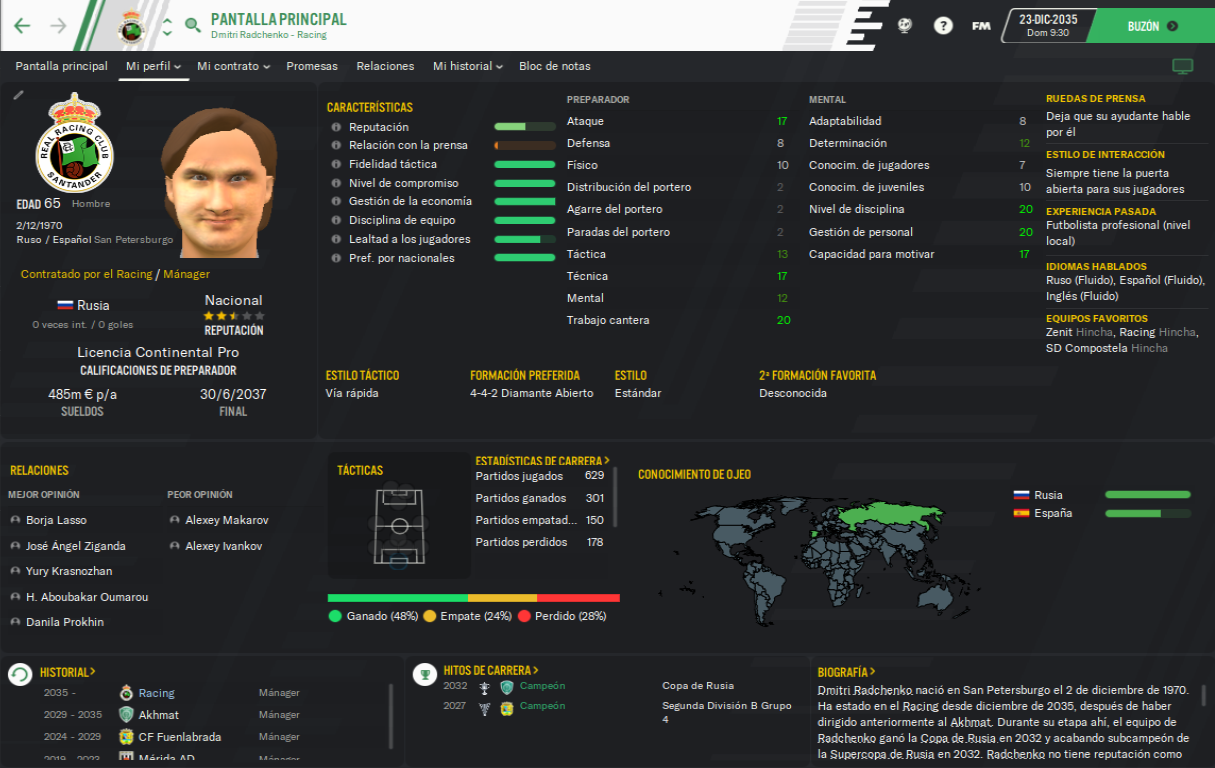 PANTALLA PRINCIPAL
Dmitri Radchenko - Racing
?
FM
23-DIC-2035
Dom 9:30
BUZÓN
Pantalla principal
Mi perfil
Mi contrato
Promesas
Relaciones
Mi historial
Bloc de notas
REAL RACING CLUB
SANTANDER
EDAD 65 Hombre
2/12/1970
Ruso / Español San Petersburgo
Contratado por el Racing / Mánager
Rusia
0 veces int. / 0 goles
Nacional
REPUTACIÓN
Licencia Continental Pro
CALIFICACIONES DE PREPARADOR
485m € p/a
SUELDOS
30/6/2037
FINAL
CARACTERÍSTICAS
Reputación
Relación con la prensa
Fidelidad táctica
Nivel de compromiso
Gestión de la economía
Disciplina de equipo
Lealtad a los jugadores
Pref. por nacionales
PREPARADOR
Ataque 17
Defensa 8
Físico 10
Distribución del portero 2
Agarre del portero 2
Paradas del portero 2
Táctica 13
Técnica 17
Mental 12
Trabajo cantera 20
MENTAL
Adaptabilidad 8
Determinación 12
Conocim. de jugadores 7
Conocim. de juveniles 10
Nivel de disciplina 20
Gestión de personal 20
Capacidad para motivar 17
RUEDAS DE PRENSA
Deja que su ayudante hable
por él
ESTILO DE INTERACCIÓN
Siempre tiene la puerta
abierta para sus jugadores
EXPERIENCIA PASADA
Futbolista profesional (nivel
local)
IDIOMAS HABLADOS
Ruso (Fluido), Español (Fluido),
Inglés (Fluido)
EQUIPOS FAVORITOS
Zenit Hincha, Racing Hincha,
SD Compostela Hincha
ESTILO TÁCTICO
Vía rápida
FORMACIÓN PREFERIDA
4-4-2 Diamante Abierto
ESTILO
Estándar
2ª FORMACIÓN FAVORITA
Desconocida
RELACIONES
MEJOR OPINIÓN
Borja Lasso
José Ángel Ziganda
Yury Krasnozhan
H. Aboubakar Oumarou
Danila Prokhin
PEOR OPINIÓN
Alexey Makarov
Alexey Ivankov
TÁCTICAS
ESTADÍSTICAS DE CARRERA >
Partidos jugados 629
Partidos ganados 301
Partidos empatad... 150
Partidos perdidos 178
Ganado (48%) Empate (24%) Perdido (28%)
CONOCIMIENTO DE OJEO
Rusia
España
HISTORIAL >
2035 - Racing Mánager
2029 - 2035 Akhmat Mánager
2024 - 2029 CF Fuenlabrada Mánager
2019 - 2023 Mérida AD Mánager
HITOS DE CARRERA >
2032 Campeón Copa de Rusia
2027 Campeón Segunda División B Grupo
4
BIOGRAFÍA >
Dmitri Radchenko nació en San Petersburgo el 2 de diciembre de 1970.
Ha estado en el Racing desde diciembre de 2035, después de haber
dirigido anteriormente al Akhmat. Durante su etapa ahí, el equipo de
Radchenko ganó la Copa de Rusia en 2032 y acabando subcampeón de
la Supercopa de Rusia en 2032. Radchenko no tiene reputación como